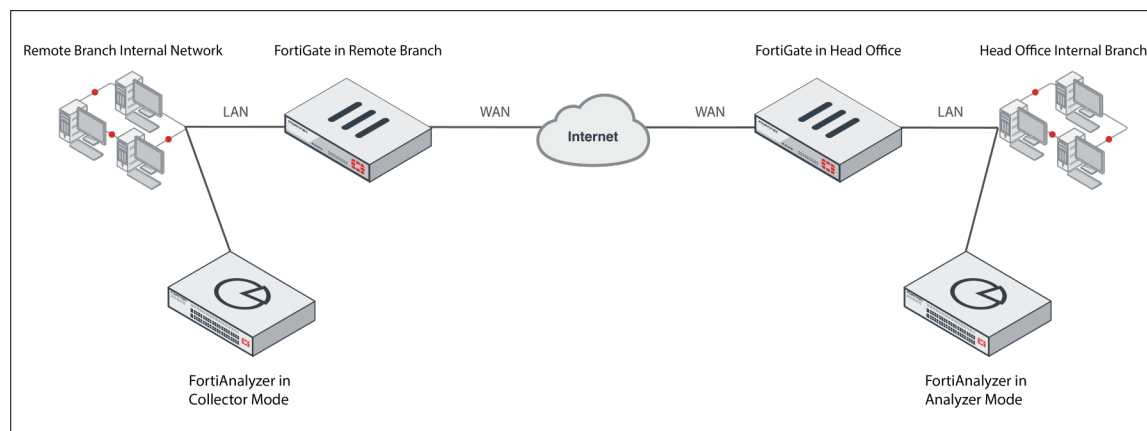 Remote Branch Internal Network
FortiGate in Remote Branch
FortiGate in Head Office
Head Office Internal Branch
LAN
WAN
Internet
WAN
LAN
FortiAnalyzer in
Collector Mode
FortiAnalyzer in
Analyzer Mode